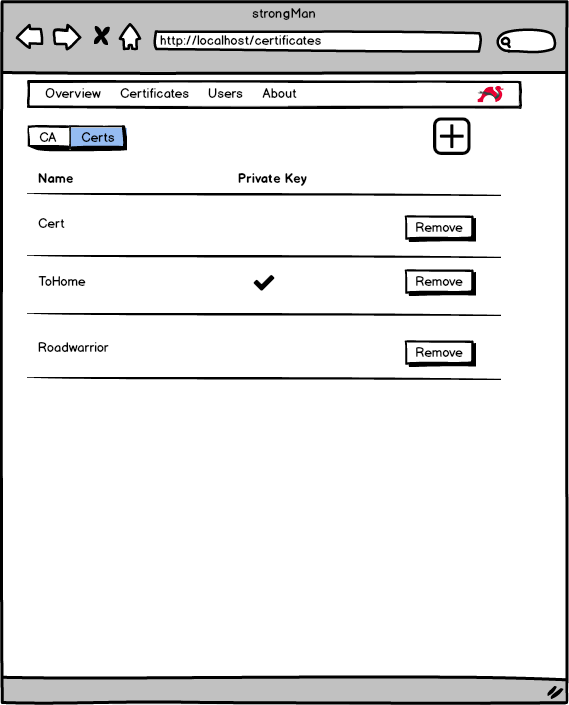 strongMan
http://localhost/certificates
Overview Certificates Users About
CA Certs
Name Private Key
Cert Remove
ToHome Remove
Roadwarrior Remove